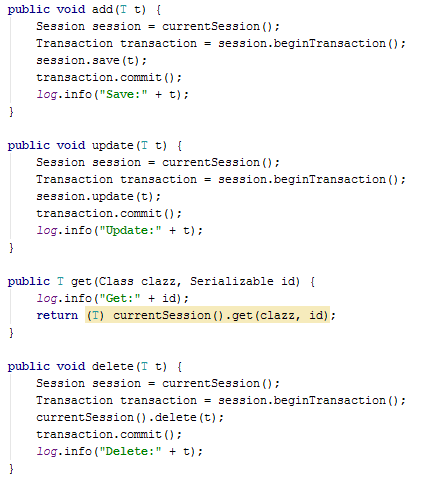 public void add(T t) {
    Session session = currentSession();
    Transaction transaction = session.beginTransaction();
    session.save(t);
    transaction.commit();
    log.info("Save:" + t);
}

public void update(T t) {
    Session session = currentSession();
    Transaction transaction = session.beginTransaction();
    session.update(t);
    transaction.commit();
    log.info("Update:" + t);
}

public T get(Class clazz, Serializable id) {
    log.info("Get:" + id);
    return (T) currentSession().get(clazz, id);
}

public void delete(T t) {
    Session session = currentSession();
    Transaction transaction = session.beginTransaction();
    currentSession().delete(t);
    transaction.commit();
    log.info("Delete:" + t);
}